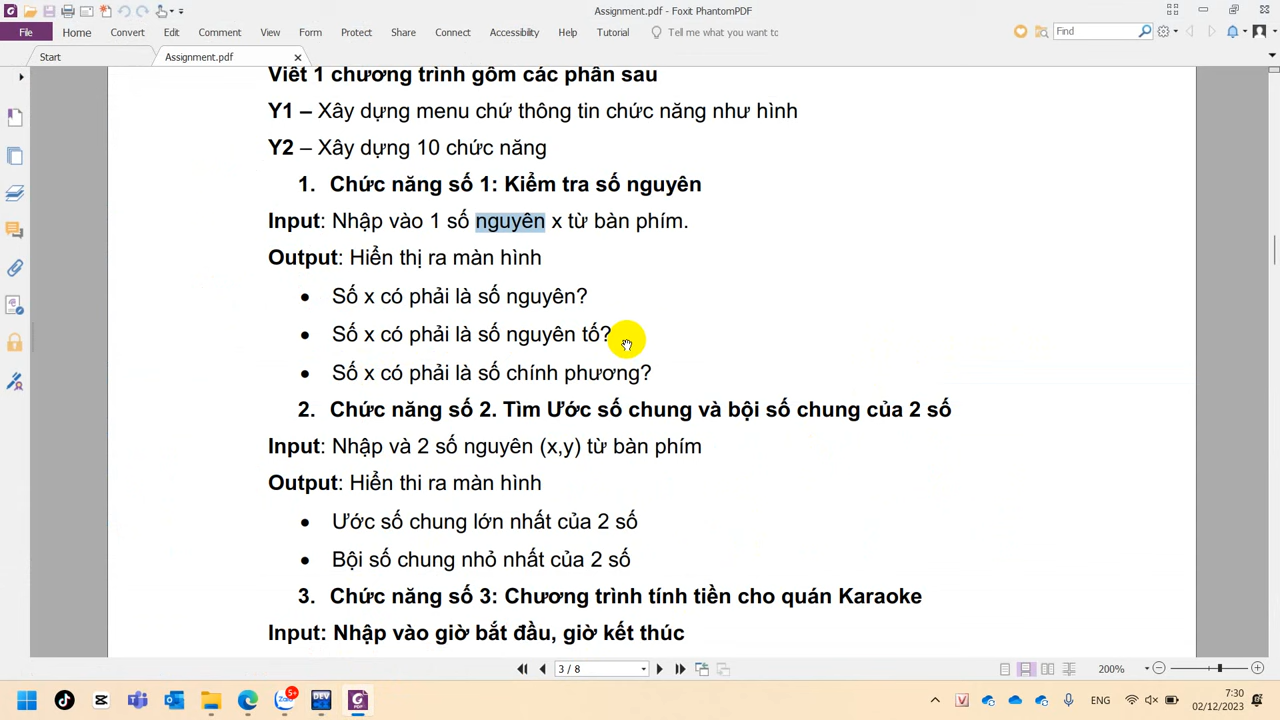 Assignment.pdf - Foxit PhantomPDF
File Home Convert Edit Comment View Form Protect Share Connect Accessibility Help Tutorial Tell me what you want to Find
Start Assignment.pdf
Viết 1 chương trình gồm các phần sau
Y1 – Xây dựng menu chứ thông tin chức năng như hình
Y2 – Xây dựng 10 chức năng
1. Chức năng số 1: Kiểm tra số nguyên
Input: Nhập vào 1 số nguyên x từ bàn phím.
Output: Hiển thị ra màn hình
• Số x có phải là số nguyên?
• Số x có phải là số nguyên tố?
• Số x có phải là số chính phương?
2. Chức năng số 2. Tìm Ước số chung và bội số chung của 2 số
Input: Nhập và 2 số nguyên (x,y) từ bàn phím
Output: Hiển thi ra màn hình
• Ước số chung lớn nhất của 2 số
• Bội số chung nhỏ nhất của 2 số
3. Chức năng số 3: Chương trình tính tiền cho quán Karaoke
Input: Nhập vào giờ bắt đầu, giờ kết thúc
3 / 8 200%
Zalo 5+ DEV ENG 7:30
02/12/2023